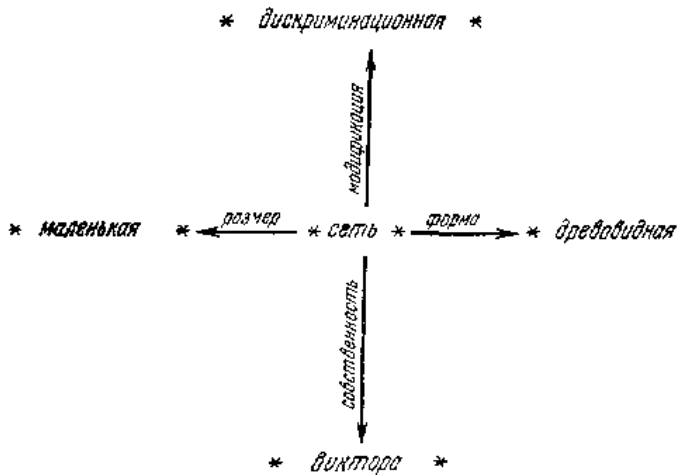 * дискриминационная *
модификация
* маленькая * размер * сеть * форма * древовидная
собственность
* Виктора *